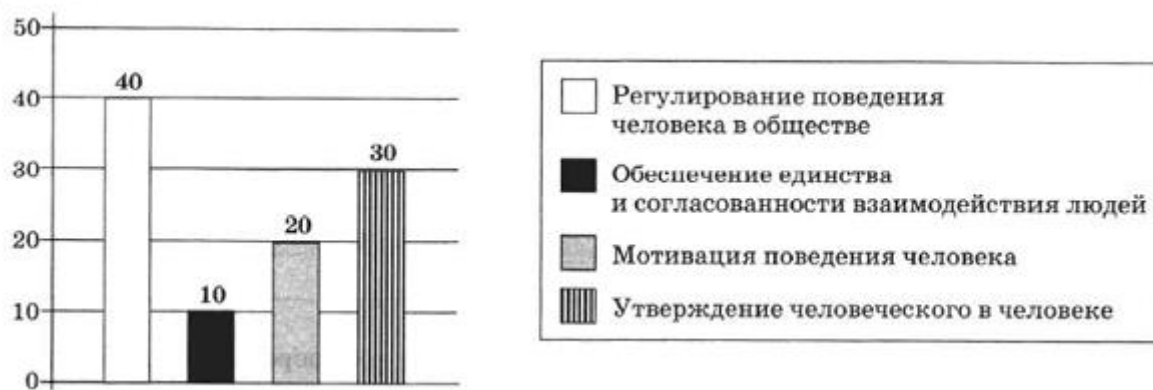 50
40
30
20
10
0
40
10
20
30
Регулирование поведения
человека в обществе
Обеспечение единства
и согласованности взаимодействия людей
Мотивация поведения человека
Утверждение человеческого в человеке